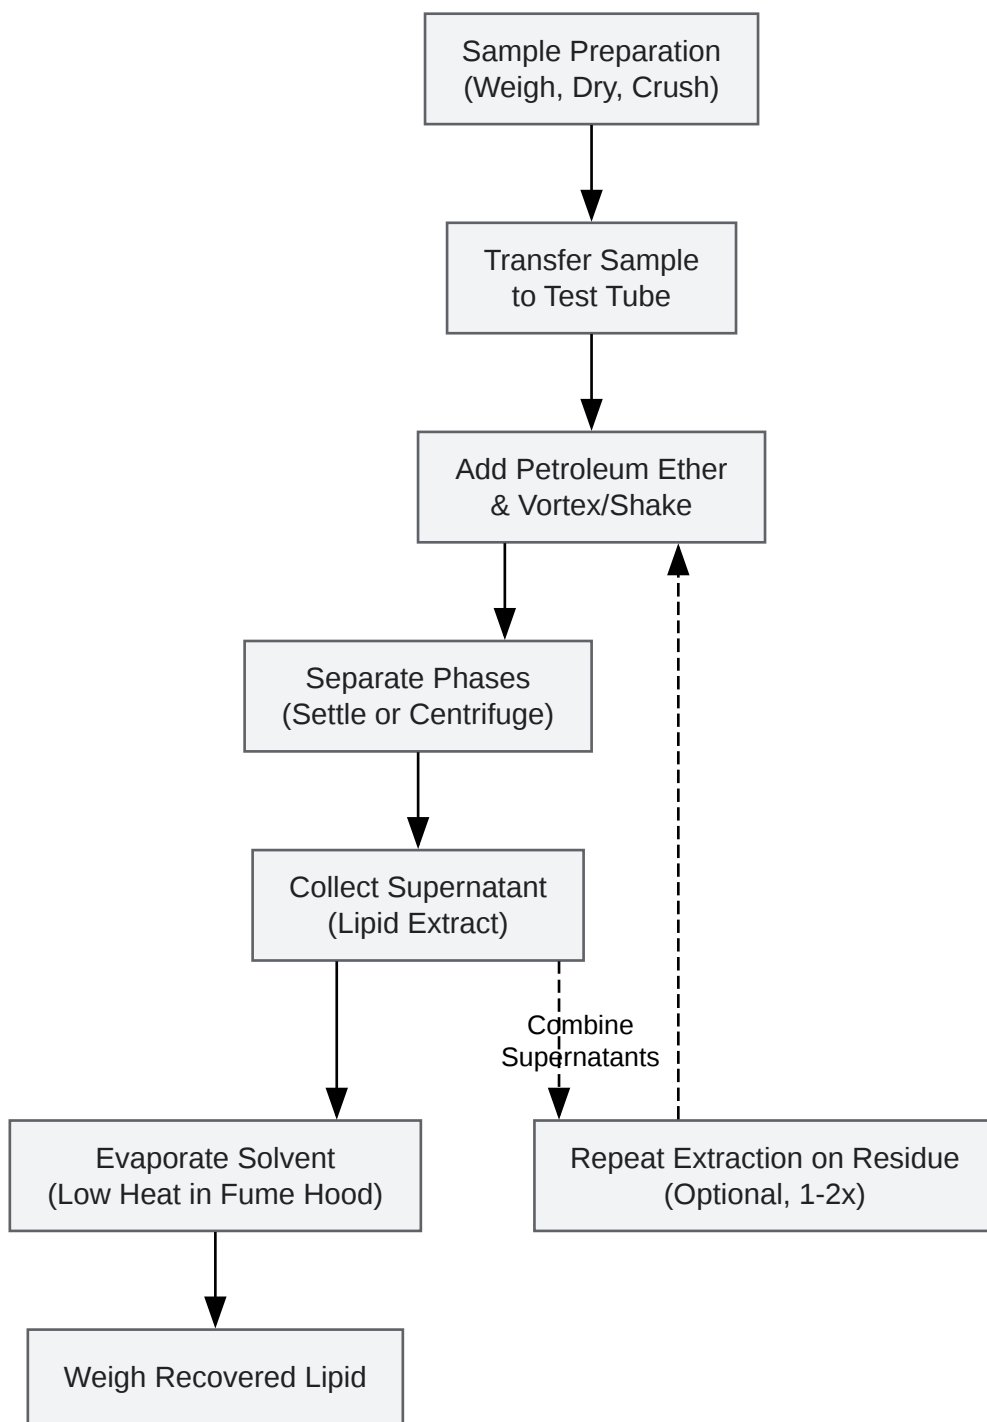 Sample Preparation
(Weigh, Dry, Crush)
Transfer Sample
to Test Tube
Add Petroleum Ether
& Vortex/Shake
Separate Phases
(Settle or Centrifuge)
Collect Supernatant
(Lipid Extract)
Combine
Supernatants
Evaporate Solvent
(Low Heat in Fume Hood)
Repeat Extraction on Residue
(Optional, 1-2x)
Weigh Recovered Lipid